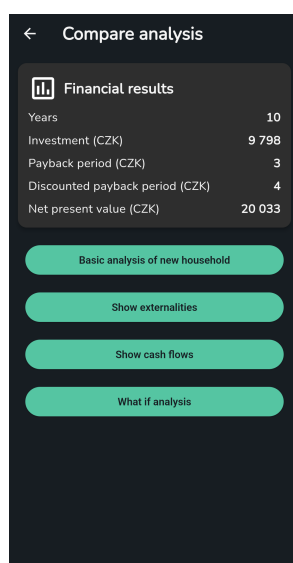 Compare analysis
Financial results
Years 10
Investment (CZK) 9 798
Payback period (CZK) 3
Discounted payback period (CZK) 4
Net present value (CZK) 20 033
Basic analysis of new household
Show externalities
Show cash flows
What if analysis